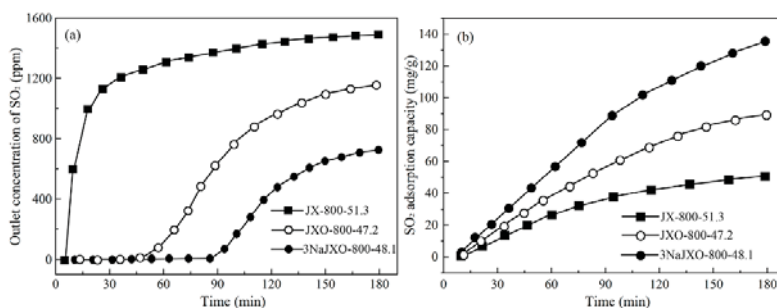 (a)
Outlet concentration of SO₂ (ppm)
1600
1200
800
400
0
JX-800-51.3
JXO-800-47.2
3NaJXO-800-48.1
0 30 60 90 120 150 180
Time (min)
(b)
SO₂ adsorption capacity (mg/g)
140
120
100
80
60
40
20
0
JX-800-51.3
JXO-800-47.2
3NaJXO-800-48.1
0 30 60 90 120 150 180
Time (min)